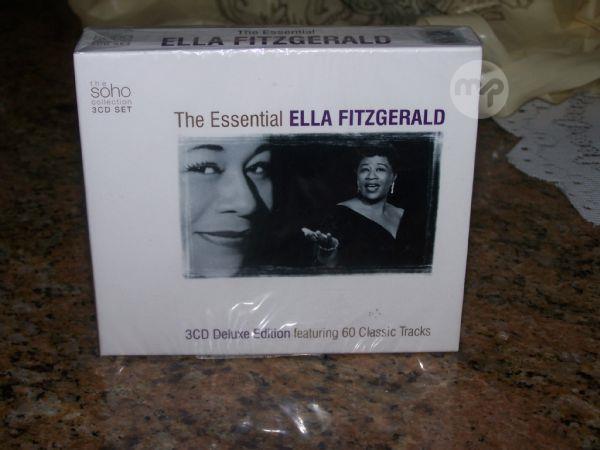 The Essential
ELLA FITZGERALD
the
soho
collection
3CD SET
The Essential ELLA FITZGERALD
3CD Deluxe Edition featuring 60 Classic Tracks